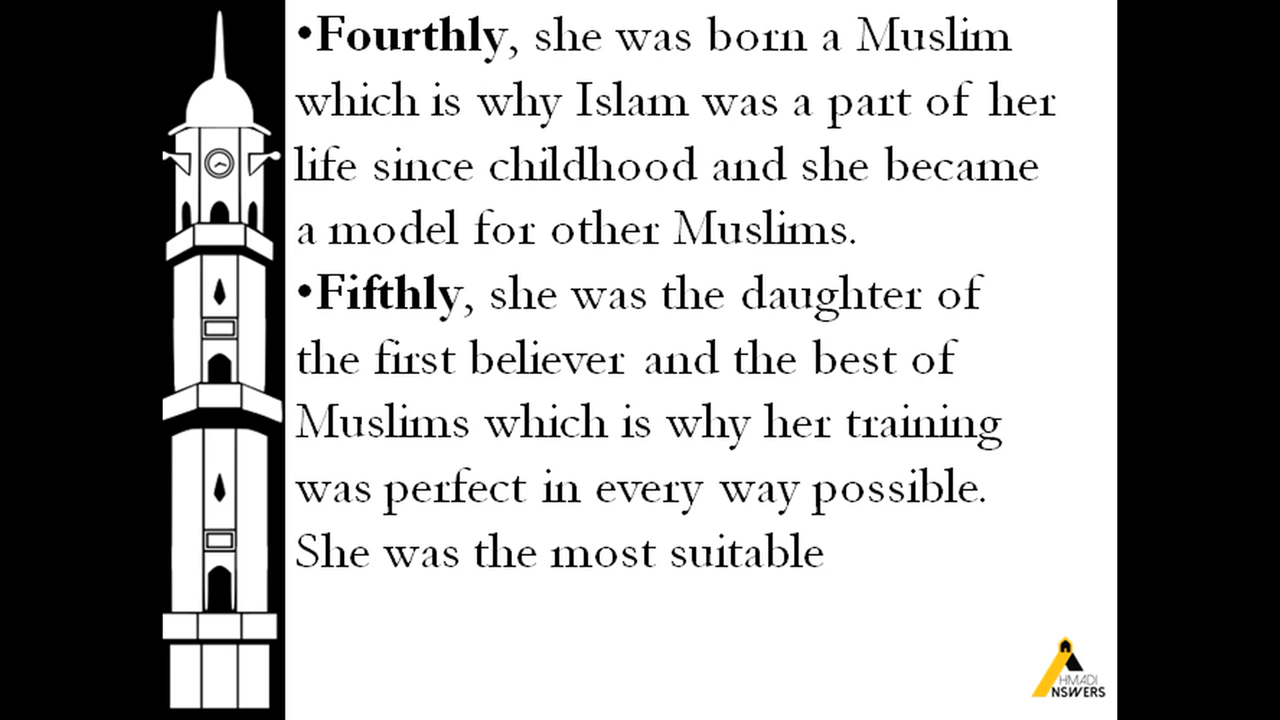 •Fourthly, she was born a Muslim
which is why Islam was a part of her
life since childhood and she became
a model for other Muslims.
•Fifthly, she was the daughter of
the first believer and the best of
Muslims which is why her training
was perfect in every way possible.
She was the most suitable
AHMADI
ANSWERS